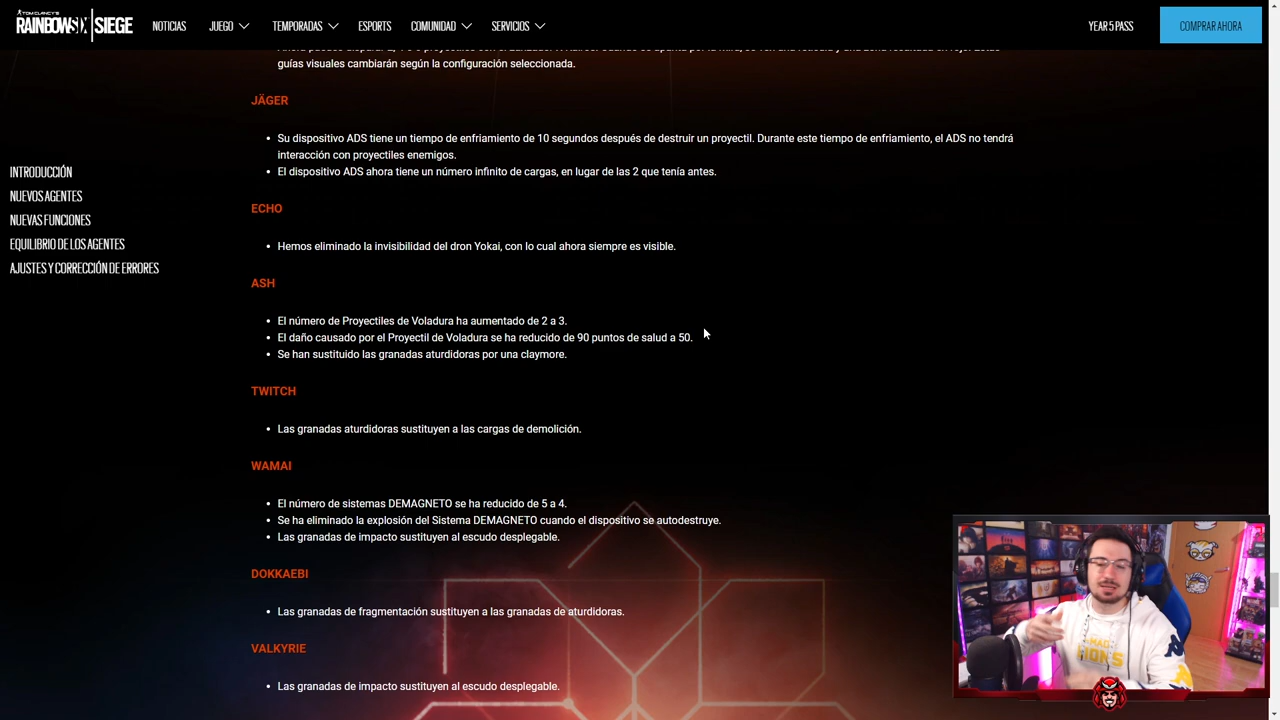 TOM CLANCY'S
RAINBOWSIX | SIEGE
NOTICIAS
JUEGO
TEMPORADAS
ESPORTS
COMUNIDAD
SERVICIOS
YEAR 5 PASS
COMPRAR AHORA
guías visuales cambiarán según la configuración seleccionada.
INTRODUCCIÓN
NUEVOS AGENTES
NUEVAS FUNCIONES
EQUILIBRIO DE LOS AGENTES
AJUSTES Y CORRECCIÓN DE ERRORES
JÄGER
• Su dispositivo ADS tiene un tiempo de enfriamiento de 10 segundos después de destruir un proyectil. Durante este tiempo de enfriamiento, el ADS no tendrá
interacción con proyectiles enemigos.
• El dispositivo ADS ahora tiene un número infinito de cargas, en lugar de las 2 que tenía antes.
ECHO
• Hemos eliminado la invisibilidad del dron Yokai, con lo cual ahora siempre es visible.
ASH
• El número de Proyectiles de Voladura ha aumentado de 2 a 3.
• El daño causado por el Proyectil de Voladura se ha reducido de 90 puntos de salud a 50.
• Se han sustituido las granadas aturdidoras por una claymore.
TWITCH
• Las granadas aturdidoras sustituyen a las cargas de demolición.
WAMAI
• El número de sistemas DEMAGNETO se ha reducido de 5 a 4.
• Se ha eliminado la explosión del Sistema DEMAGNETO cuando el dispositivo se autodestruye.
• Las granadas de impacto sustituyen al escudo desplegable.
DOKKAEBI
• Las granadas de fragmentación sustituyen a las granadas de aturdidoras.
VALKYRIE
• Las granadas de impacto sustituyen al escudo desplegable.
MAD
LIONS